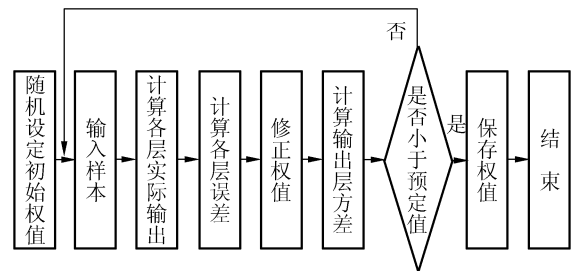 随机设定初始权值
输入样本
计算各层实际输出
计算各层误差
修正权值
计算输出层方差
是否小于预定值
否
是
保存权值
结束